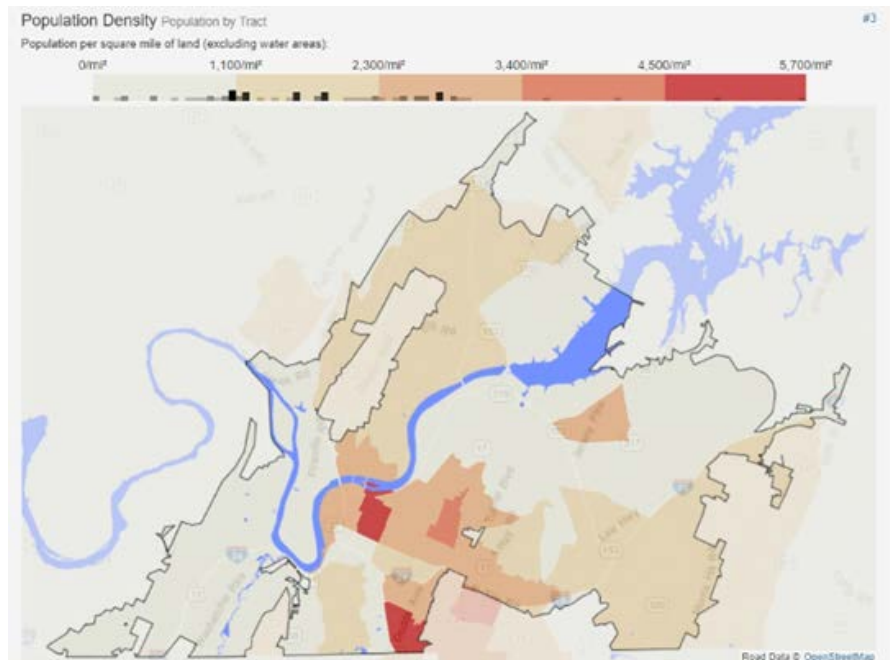 Population Density Population by Tract #3
Population per square mile of land (excluding water areas):
0/mi² 1,100/mi² 2,300/mi² 3,400/mi² 4,500/mi² 5,700/mi²
Road Data © OpenStreetMap